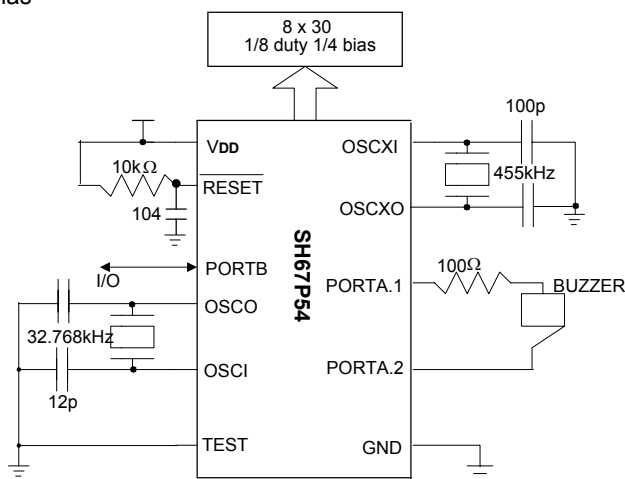 8 x 30
1/8 duty 1/4 bias
100p
VDD
OSCXI
10kΩ
RESET
455kHz
104
OSCXO
SH67P54
I/O
PORTB
PORTA.1
100Ω
BUZZER
OSCO
32.768kHz
OSCI
PORTA.2
12p
TEST
GND